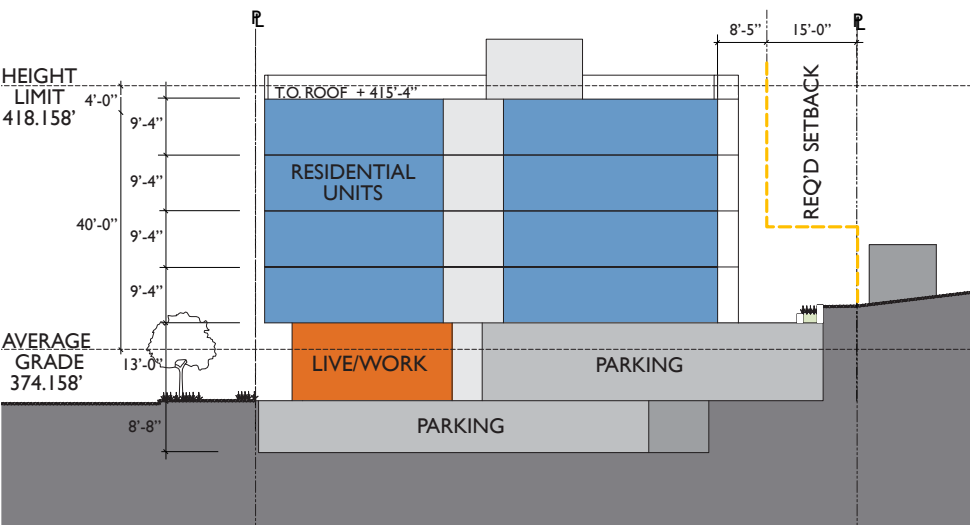 PL
PL
8'-5”
15'-0”
HEIGHT
LIMIT
418.158’
4'-0”
T.O. ROOF + 415'-4”
9'-4”
RESIDENTIAL
UNITS
9'-4”
REQ'D SETBACK
40'-0”
9'-4”
9'-4”
AVERAGE
GRADE
374.158’
13'-0”
LIVE/WORK
PARKING
8'-8”
PARKING